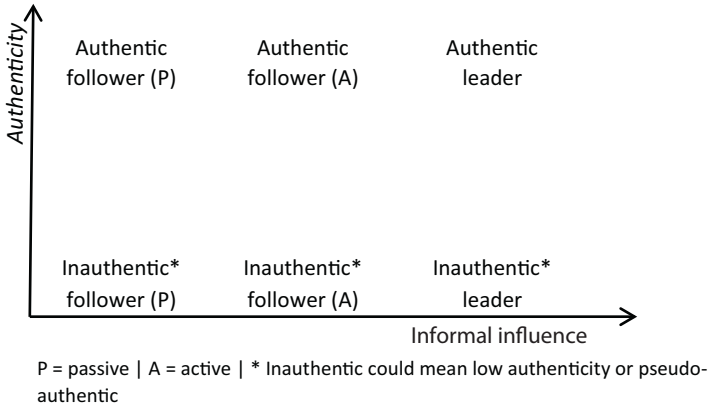 Authenticity
Authentic follower (P)
Authentic follower (A)
Authentic leader
Inauthentic* follower (P)
Inauthentic* follower (A)
Inauthentic* leader
Informal influence
P = passive | A = active | * Inauthentic could mean low authenticity or pseudo-
authentic